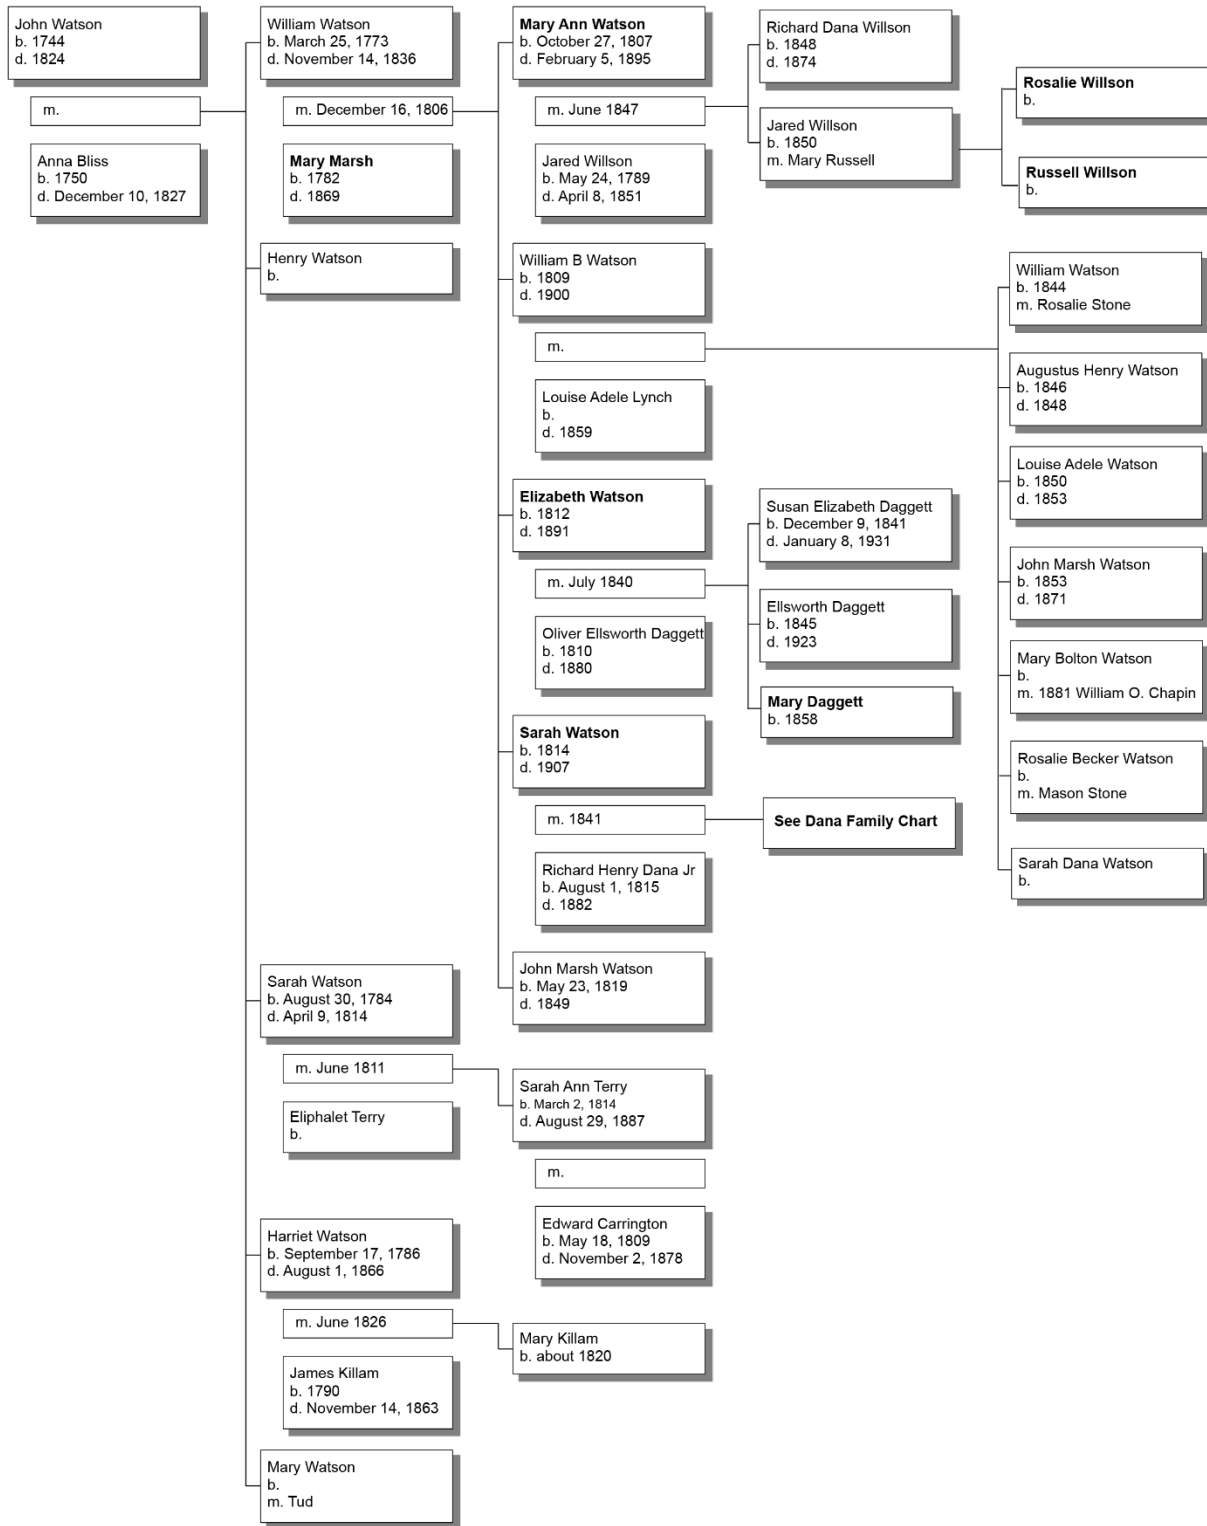 John Watson
b. 1744
d. 1824
m.
Anna Bliss
b. 1750
d. December 10, 1827
William Watson
b. March 25, 1773
d. November 14, 1836
m. December 16, 1806
Mary Marsh
b. 1782
d. 1869
Henry Watson
b.
Sarah Watson
b. August 30, 1784
d. April 9, 1814
m. June 1811
Eliphalet Terry
b.
Harriet Watson
b. September 17, 1786
d. August 1, 1866
m. June 1826
James Killam
b. 1790
d. November 14, 1863
Mary Watson
b.
m. Tud
Mary Ann Watson
b. October 27, 1807
d. February 5, 1895
m. June 1847
Jared Willson
b. May 24, 1789
d. April 8, 1851
William B Watson
b. 1809
d. 1900
m.
Louise Adele Lynch
b.
d. 1859
Elizabeth Watson
b. 1812
d. 1891
m. July 1840
Oliver Ellsworth Daggett
b. 1810
d. 1880
Sarah Watson
b. 1814
d. 1907
m. 1841
Richard Henry Dana Jr
b. August 1, 1815
d. 1882
John Marsh Watson
b. May 23, 1819
d. 1849
Sarah Ann Terry
b. March 2, 1814
d. August 29, 1887
m.
Edward Carrington
b. May 18, 1809
d. November 2, 1878
Mary Killam
b. about 1820
Richard Dana Willson
b. 1848
d. 1874
Jared Willson
b. 1850
m. Mary Russell
Susan Elizabeth Daggett
b. December 9, 1841
d. January 8, 1931
Ellsworth Daggett
b. 1845
d. 1923
Mary Daggett
b. 1858
See Dana Family Chart
Rosalie Willson
b.
Russell Willson
b.
William Watson
b. 1844
m. Rosalie Stone
Augustus Henry Watson
b. 1846
d. 1848
Louise Adele Watson
b. 1850
d. 1853
John Marsh Watson
b. 1853
d. 1871
Mary Bolton Watson
b.
m. 1881 William O. Chapin
Rosalie Becker Watson
b.
m. Mason Stone
Sarah Dana Watson
b.